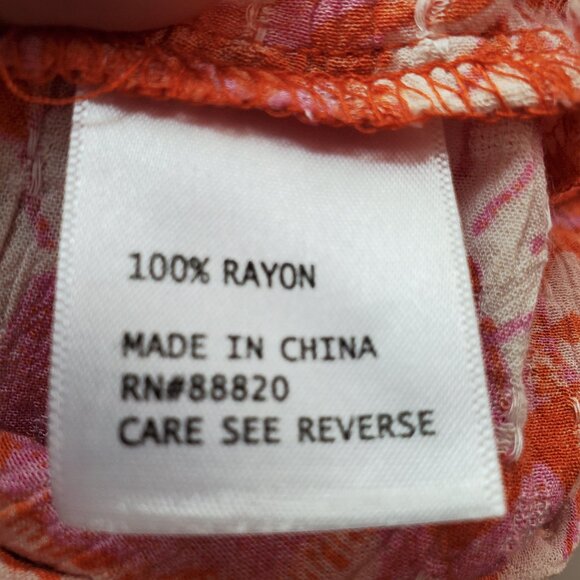 100% RAYON
MADE IN CHINA
RN#88820
CARE SEE REVERSE